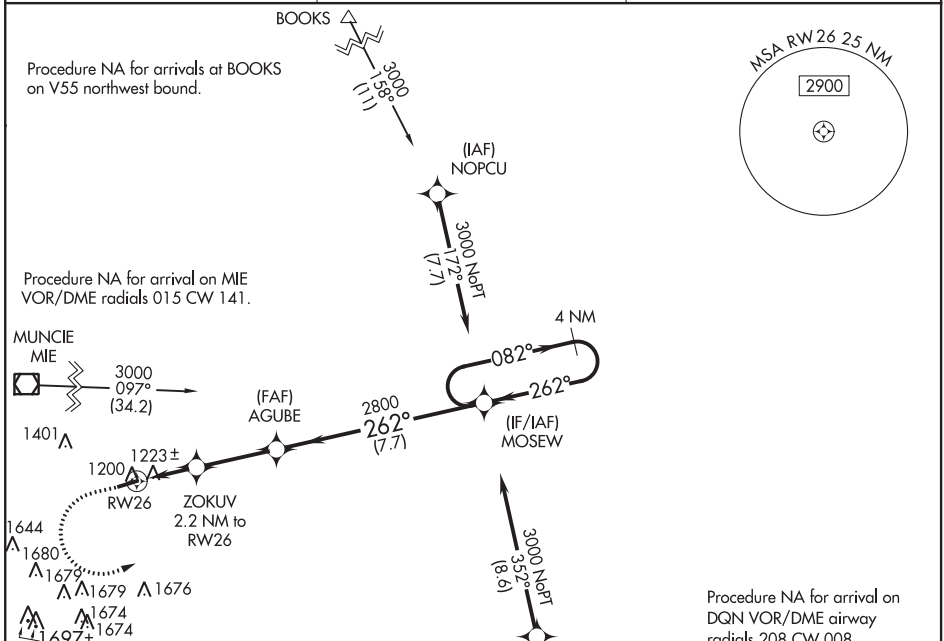 BOOKS
3000
158°
(11)
Procedure NA for arrivals at BOOKS
on V55 northwest bound.
MSA RW26 25 NM
2900
(IAF)
NOPCU
3000 NoPT
172°
(7.7)
Procedure NA for arrival on MIE
VOR/DME radials 015 CW 141.
4 NM
082°
262°
MUNCIE
MIE
3000
097°
(34.2)
(FAF)
AGUBE
2800
262°
(7.7)
(IF/IAF)
MOSEW
1401
1223±
1200
RW26
ZOKUV
2.2 NM to
RW26
3000 NoPT
352°
(8.6)
1644
1680
1679
1679
1676
1674
1674
1697±
Procedure NA for arrival on
DQN VOR/DME airway
radials 208 CW 008